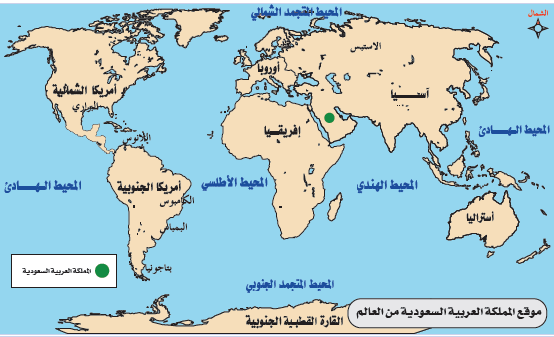 المحيط المتجمد الشمالي
الشمال
الاستبس
أوروبا
أمريكا الشمالية
آسيا
البراري
المحيط الهادئ
إفريقيا
اللانوس
المحيط الهادئ
أمريكا الجنوبية
المحيط الأطلسي
المحيط الهندي
الكامبوس
أستراليا
البمباس
بتاجونيا
المملكة العربية السعودية
المحيط المتجمد الجنوبي
موقع المملكة العربية السعودية من العالم
القارة القطبية الجنوبية